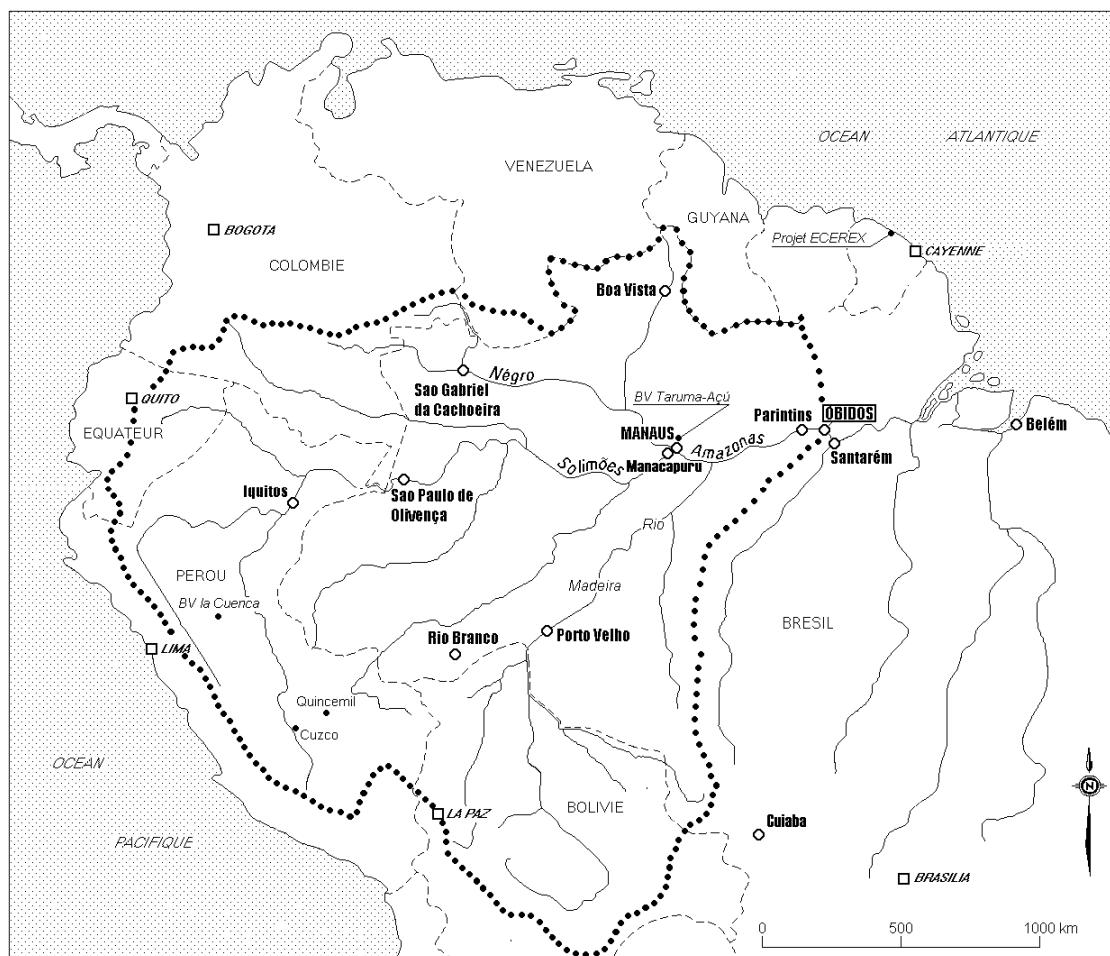 OCEAN ATLANTIQUE
VENEZUELA
GUYANA
BOGOTA
Projet ECEREX
CAYENNE
COLOMBIE
Boa Vista
Négro
Sao Gabriel
da Cachoeira
QUITO
BV Taruma-Açú
Parintins
OBIDOS
EQUATEUR
MANAUS
Amazonas
Belém
Santarém
Solimões
Manacapuru
Iquitos
Sao Paulo de
Olivença
Rio
PEROU
Madeira
BV la Cuenca
BRESIL
Rio Branco
Porto Velho
LIMA
Quincemil
Cuzco
OCEAN
N
BOLIVIE
LA PAZ
Cuiaba
PACIFIQUE
BRASILIA
0 500 1000 km